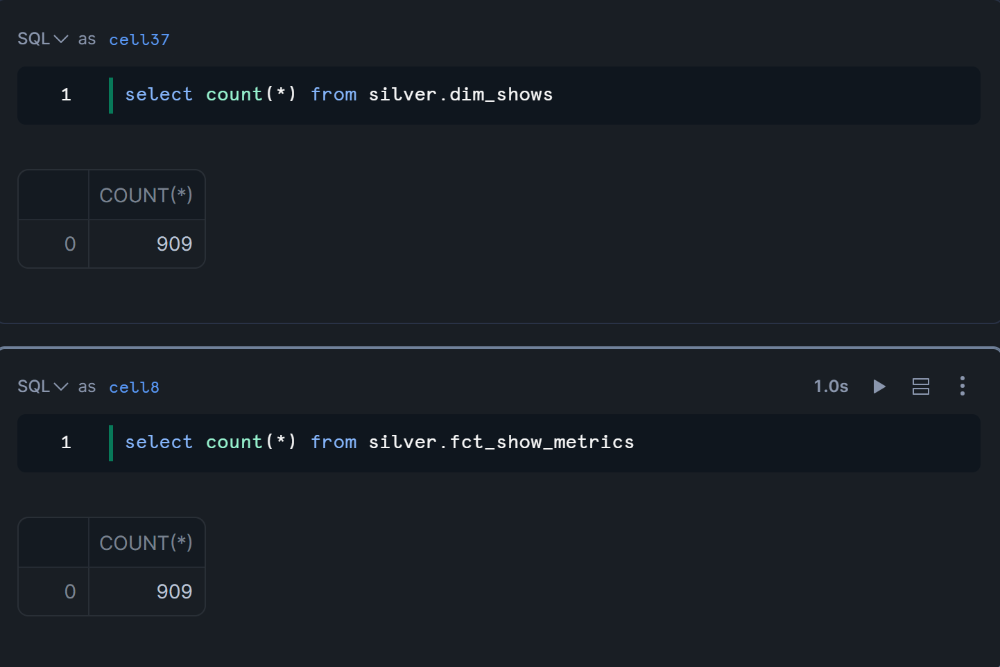 SQL as cell37
1 select count(*) from silver.dim_shows
COUNT(*)
0 909
SQL as cell8 1.0s
1 select count(*) from silver.fct_show_metrics
COUNT(*)
0 909